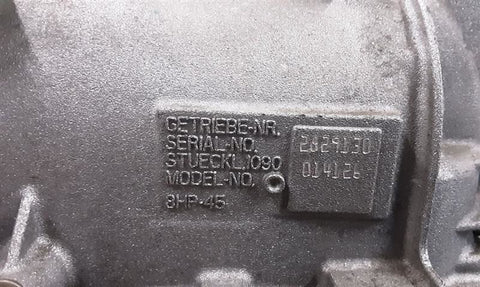 GETRIEBE-NR.
SERIAL-NO. 2829130
STUECKL.1090
MODEL-NO. 014126
8HP-45